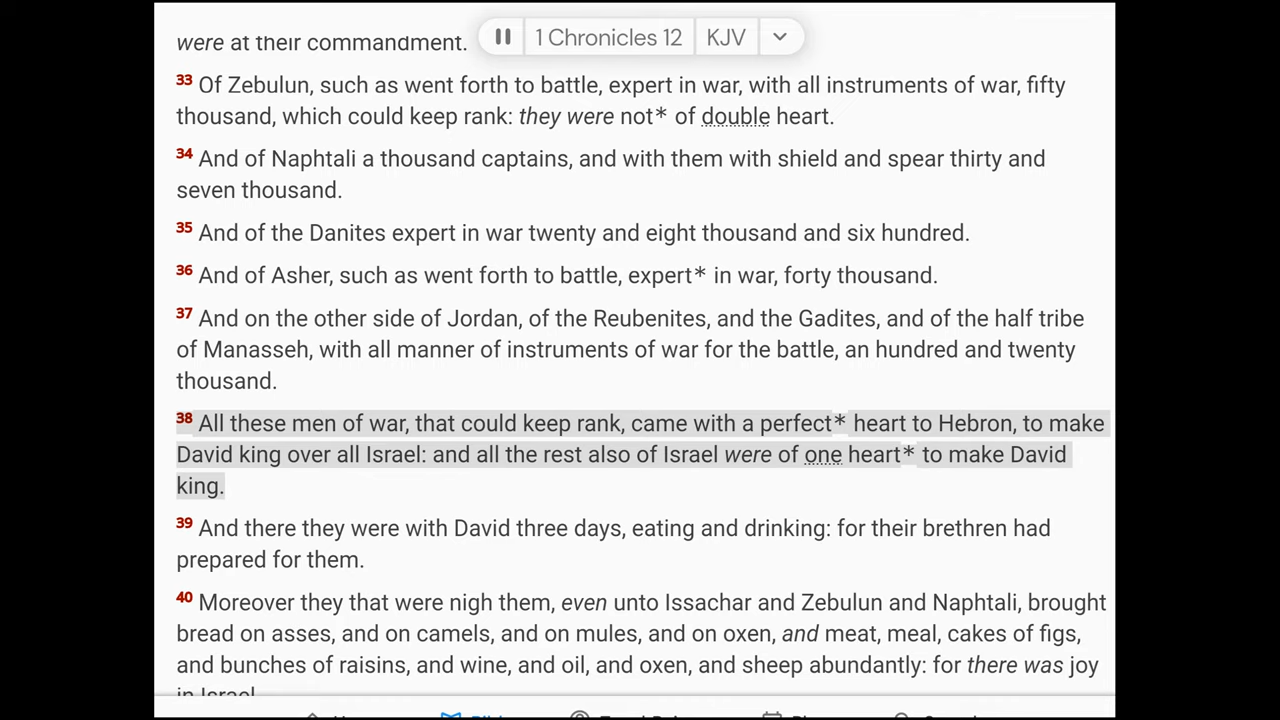 were at their commandment.
1 Chronicles 12 KJV
33 Of Zebulun, such as went forth to battle, expert in war, with all instruments of war, fifty
thousand, which could keep rank: they were not* of double heart.
34 And of Naphtali a thousand captains, and with them with shield and spear thirty and
seven thousand.
35 And of the Danites expert in war twenty and eight thousand and six hundred.
36 And of Asher, such as went forth to battle, expert* in war, forty thousand.
37 And on the other side of Jordan, of the Reubenites, and the Gadites, and of the half tribe
of Manasseh, with all manner of instruments of war for the battle, an hundred and twenty
thousand.
38 All these men of war, that could keep rank, came with a perfect* heart to Hebron, to make
David king over all Israel: and all the rest also of Israel were of one heart* to make David
king.
39 And there they were with David three days, eating and drinking: for their brethren had
prepared for them.
40 Moreover they that were nigh them, even unto Issachar and Zebulun and Naphtali, brought
bread on asses, and on camels, and on mules, and on oxen, and meat, meal, cakes of figs,
and bunches of raisins, and wine, and oil, and oxen, and sheep abundantly: for there was joy
in Israel